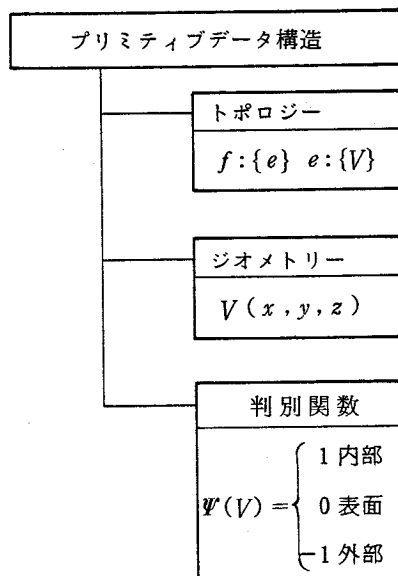 プリミティブデータ構造
トポロジー
f:{e} e:{V}
ジオメトリー
V(x,y,z)
判別関数
1 内部
Ψ(V)= 0 表面
-1 外部